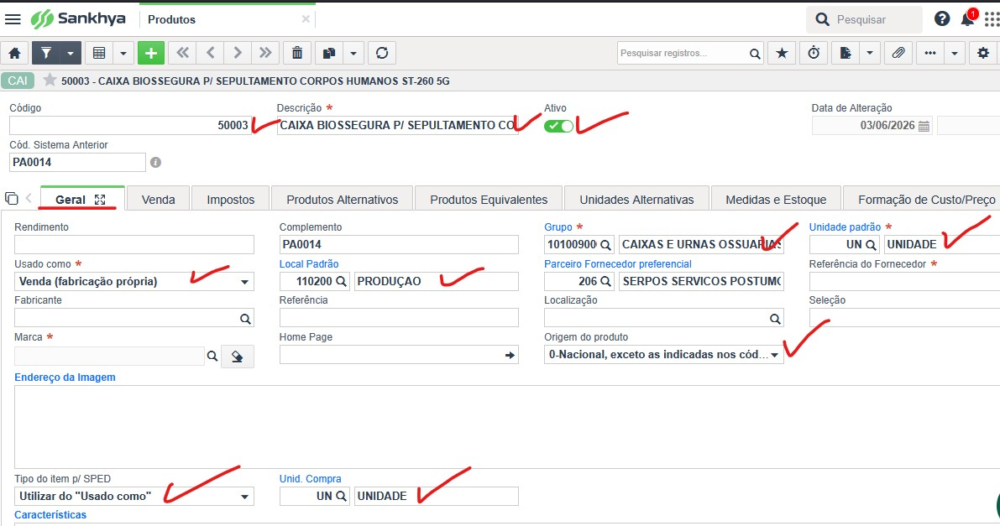 Sankhya
Produtos
Pesquisar
1
Pesquisar registros...
CAI
50003 - CAIXA BIOSSEGURA P/ SEPULTAMENTO CORPOS HUMANOS ST-260 5G
Código
Descrição *
Ativo
Data de Alteração
50003
CAIXA BIOSSEGURA P/ SEPULTAMENTO CO
03/06/2026
Cód. Sistema Anterior
PA0014
Geral
Venda
Impostos
Produtos Alternativos
Produtos Equivalentes
Unidades Alternativas
Medidas e Estoque
Formação de Custo/Preço
Rendimento
Complemento
Grupo *
Unidade padrão *
PA0014
101009000
CAIXAS E URNAS OSSUARIAS
UN
UNIDADE
Usado como *
Local Padrão
Parceiro Fornecedor preferencial
Referência do Fornecedor *
Venda (fabricação própria)
110200
PRODUÇAO
206
SERPOS SERVICOS POSTUMO
Fabricante
Referência
Localização
Seleção
Marca *
Home Page
Origem do produto
0-Nacional, exceto as indicadas nos cód...
Endereço da Imagem
Tipo do item p/ SPED
Unid. Compra
Utilizar do "Usado como"
UN
UNIDADE
Características